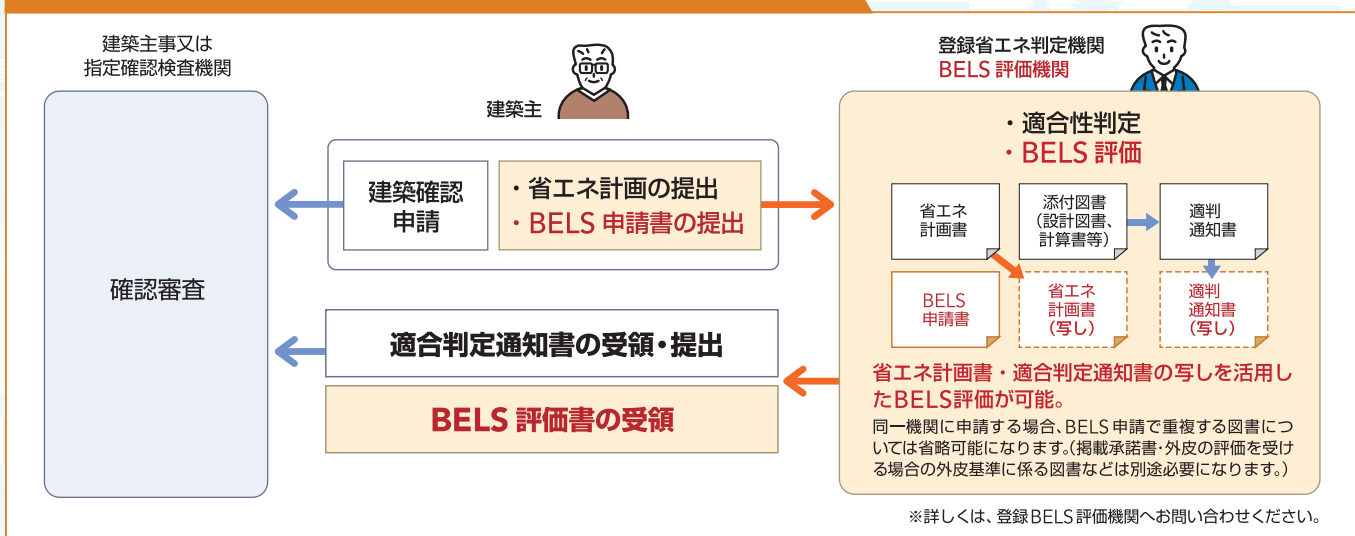 建築主事又は
指定確認検査機関
確認審査
建築主
建築確認
申請
・省エネ計画の提出
・BELS 申請書の提出
適合判定通知書の受領・提出
BELS 評価書の受領
登録省エネ判定機関
BELS 評価機関
・適合性判定
・BELS 評価
省エネ
計画書
添付図書
(設計図書、
計算書等)
適判
通知書
BELS
申請書
省エネ
計画書
(写し)
適判
通知書
(写し)
省エネ計画書・適合判定通知書の写しを活用し
たBELS評価が可能。
同一機関に申請する場合、BELS 申請で重複する図書につ
いては省略可能になります。(掲載承諾書・外皮の評価を受け
る場合の外皮基準に係る図書などは別途必要になります。)
※詳しくは、登録BELS評価機関へお問い合わせください。